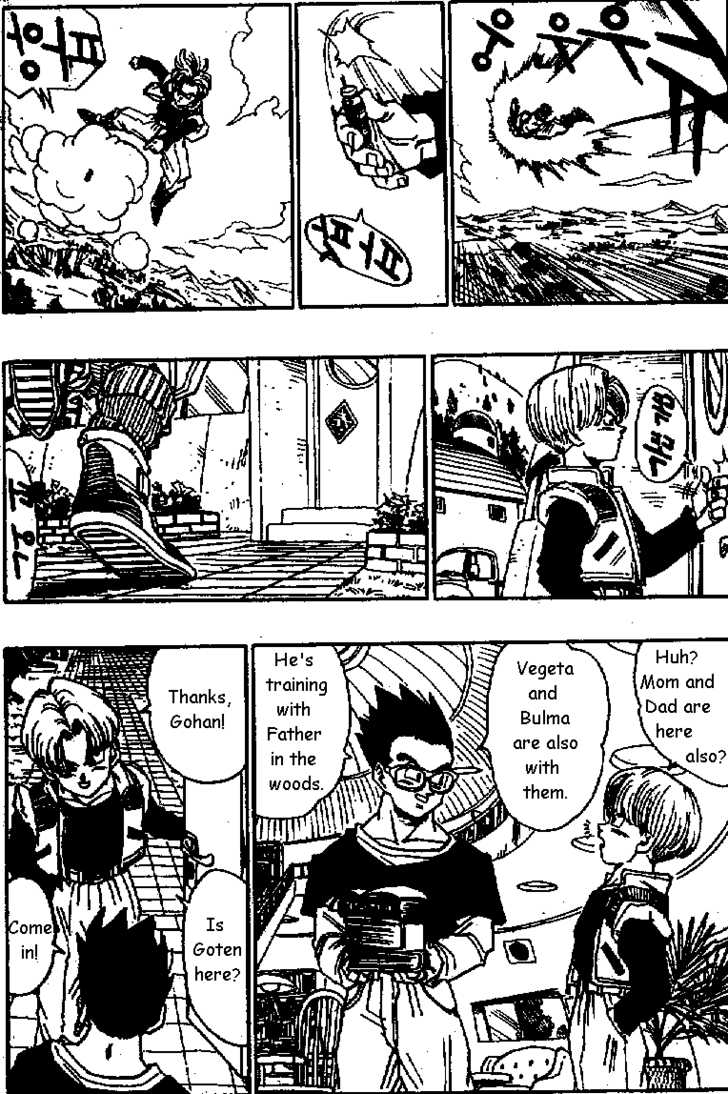 Thanks,
Gohan!
Come
in!
Is
Goten
here?
He's
training
with
Father
in the
woods.
Vegeta
and
Bulma
are also
with
them.
Huh?
Mom and
Dad are
here
also?